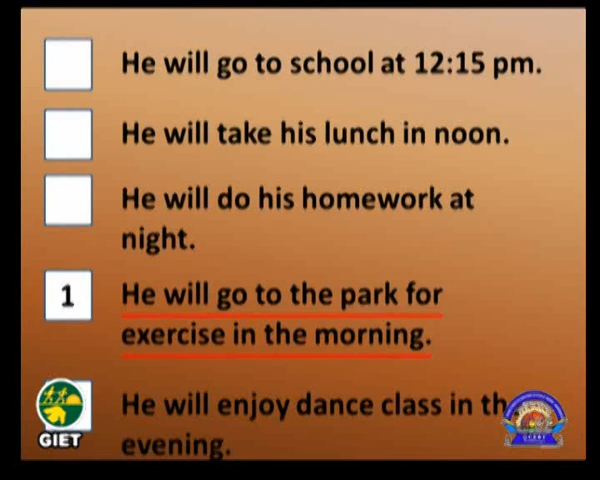 He will go to school at 12:15 pm.
He will take his lunch in noon.
He will do his homework at
night.
1 He will go to the park for
exercise in the morning.
He will enjoy dance class in th
evening.
GIET